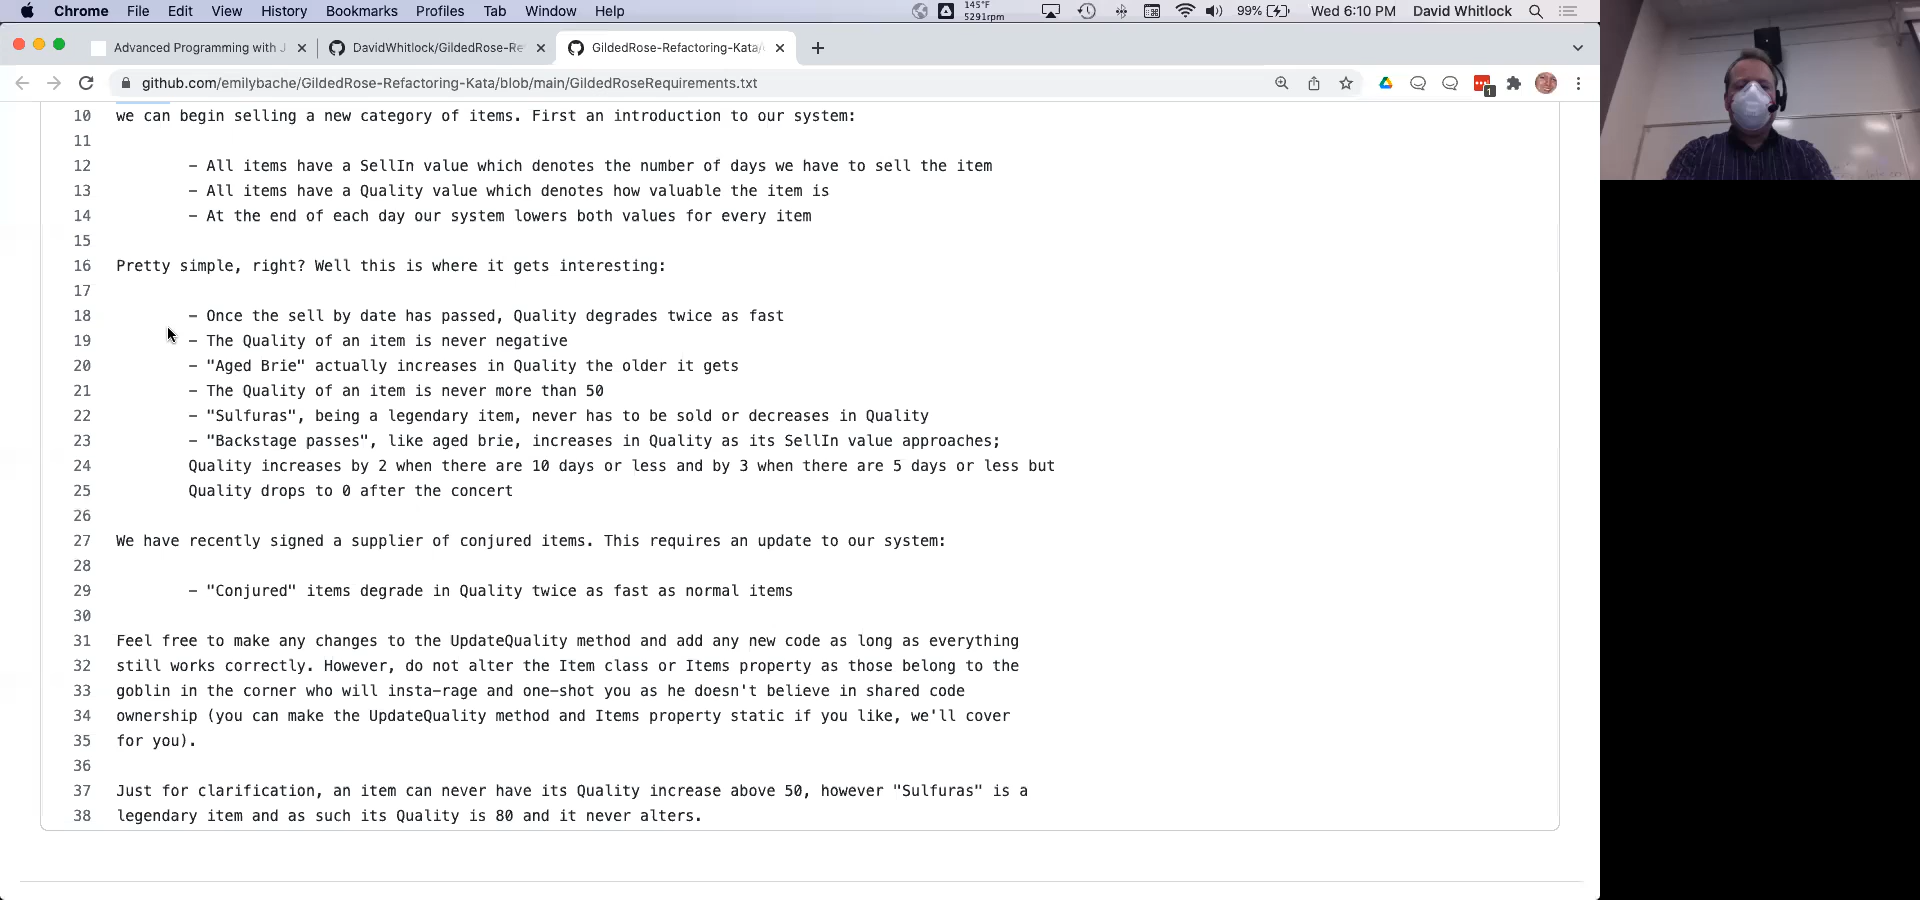 Chrome File Edit View History Bookmarks Profiles Tab Window Help 145°F 5291rpm 99% Wed 6:10 PM David Whitlock
Advanced Programming with J DavidWhitlock/GildedRose-Re GildedRose-Refactoring-Kata/
github.com/emilybache/GildedRose-Refactoring-Kata/blob/main/GildedRoseRequirements.txt 1
10 we can begin selling a new category of items. First an introduction to our system:
11
12 - All items have a SellIn value which denotes the number of days we have to sell the item
13 - All items have a Quality value which denotes how valuable the item is
14 - At the end of each day our system lowers both values for every item
15
16 Pretty simple, right? Well this is where it gets interesting:
17
18 - Once the sell by date has passed, Quality degrades twice as fast
19 - The Quality of an item is never negative
20 - "Aged Brie" actually increases in Quality the older it gets
21 - The Quality of an item is never more than 50
22 - "Sulfuras", being a legendary item, never has to be sold or decreases in Quality
23 - "Backstage passes", like aged brie, increases in Quality as its SellIn value approaches;
24 Quality increases by 2 when there are 10 days or less and by 3 when there are 5 days or less but
25 Quality drops to 0 after the concert
26
27 We have recently signed a supplier of conjured items. This requires an update to our system:
28
29 - "Conjured" items degrade in Quality twice as fast as normal items
30
31 Feel free to make any changes to the UpdateQuality method and add any new code as long as everything
32 still works correctly. However, do not alter the Item class or Items property as those belong to the
33 goblin in the corner who will insta-rage and one-shot you as he doesn't believe in shared code
34 ownership (you can make the UpdateQuality method and Items property static if you like, we'll cover
35 for you).
36
37 Just for clarification, an item can never have its Quality increase above 50, however "Sulfuras" is a
38 legendary item and as such its Quality is 80 and it never alters.